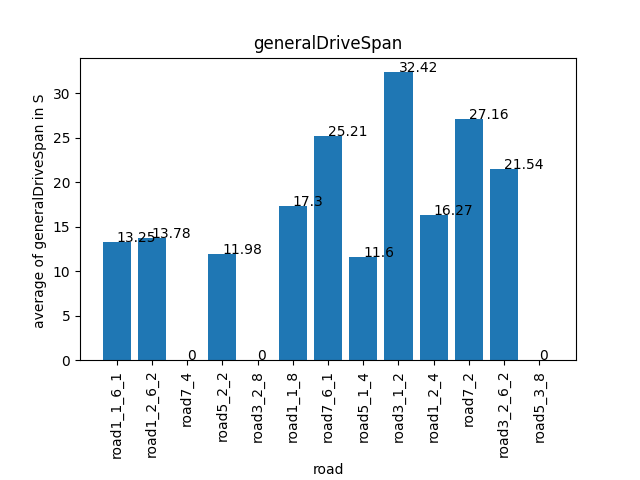 generalDriveSpan
average of generalDriveSpan in S
30
25
20
15
10
5
0
13.25
13.78
0
11.98
0
17.3
25.21
11.6
32.42
16.27
27.16
21.54
0
road1_1_6_1
road1_2_6_2
road7_4
road5_2_2
road3_2_8
road1_1_8
road7_6_1
road5_1_4
road3_1_2
road1_2_4
road7_2
road3_2_6_2
road5_3_8
road